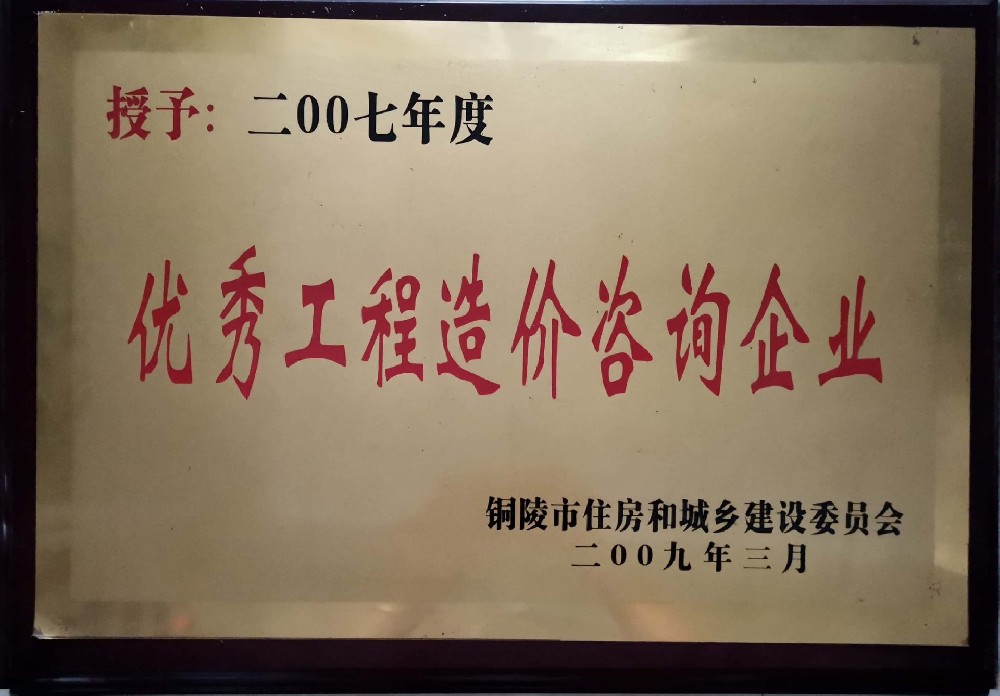 授予：二00七年度
优秀工程造价咨询企业
铜陵市住房和城乡建设委员会
二00九年三月